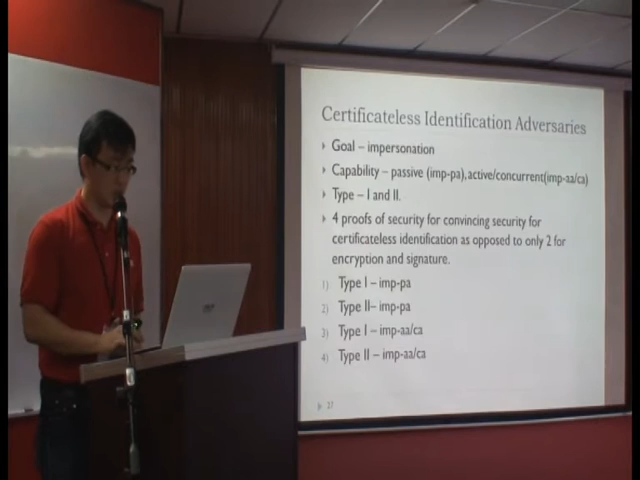 Certificateless Identification Adversaries
Goal – impersonation
Capability – passive (imp-pa),active/concurrent(imp-aa/ca)
Type – I and II.
4 proofs of security for convincing security for
certificateless identification as opposed to only 2 for
encryption and signature.
1) Type I – imp-pa
2) Type II– imp-pa
3) Type I – imp-aa/ca
4) Type II – imp-aa/ca
27